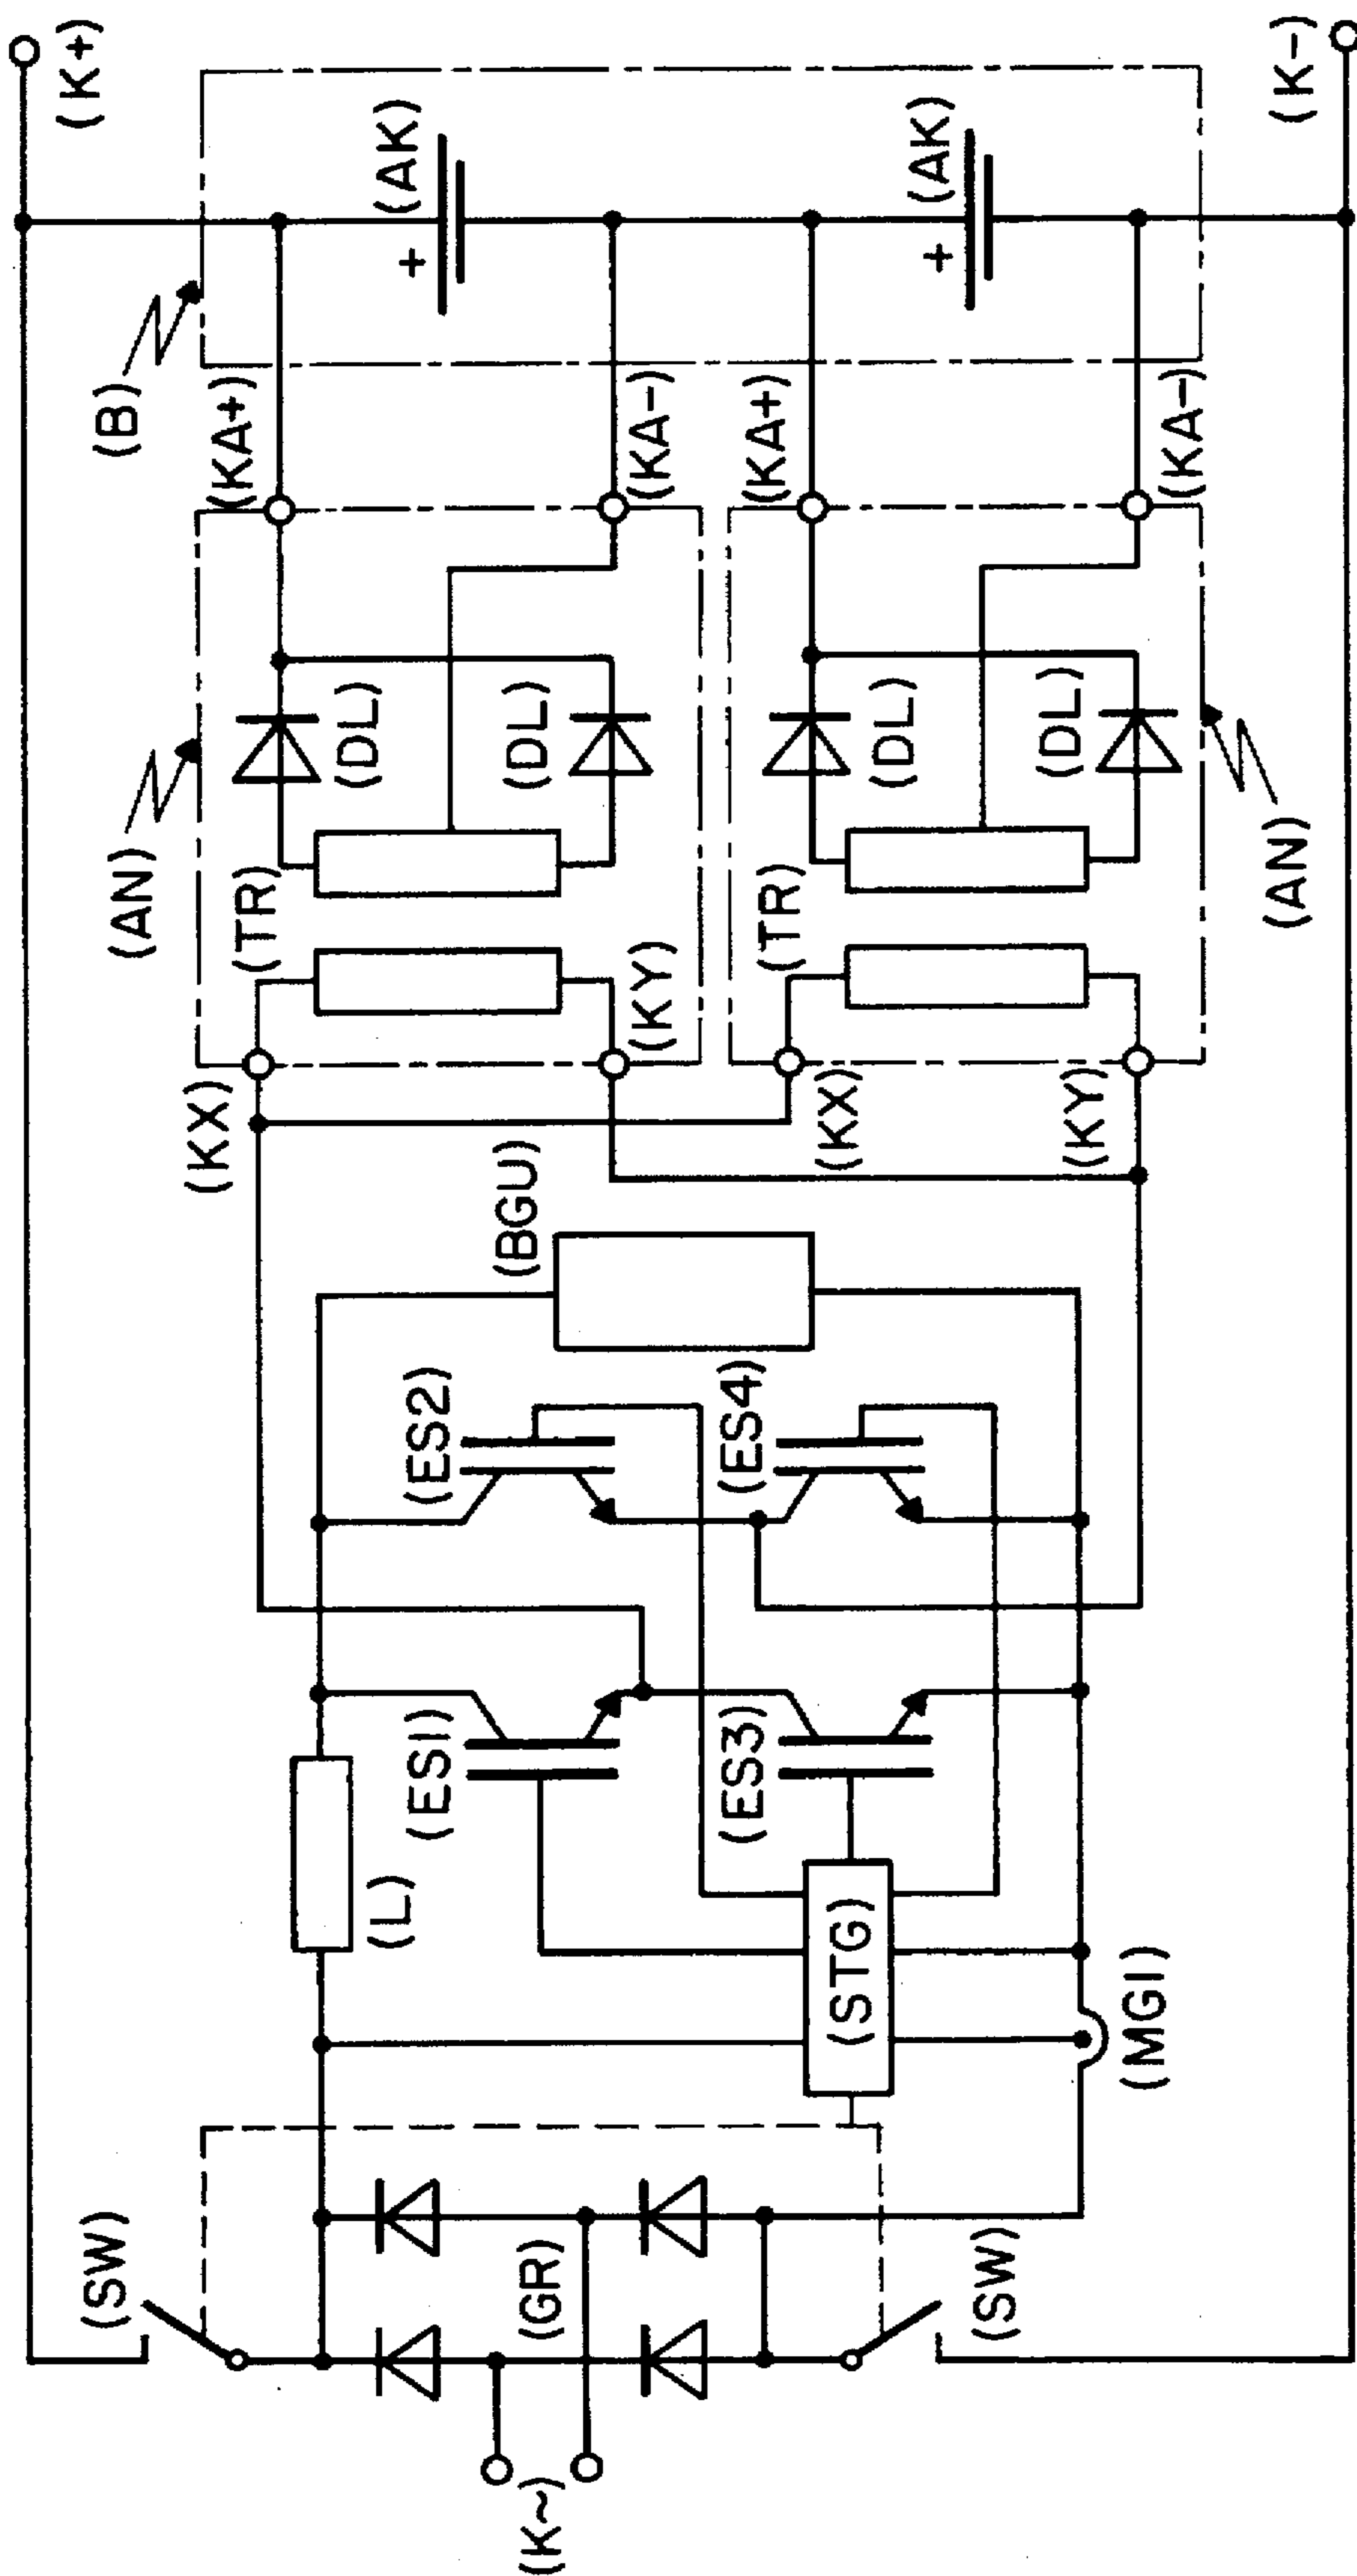 (K+)
(K-)
(AK)
(AK)
+
+
(B)
(KA+)
(KA-)
(KA+)
(KA-)
(DL)
(DL)
(DL)
(DL)
(AN)
(TR)
(TR)
(AN)
(KY)
(KX)
(KX)
(KY)
(BGU)
(ES2)
(ES4)
(ES1)
(ES3)
(L)
(STG)
(MG1)
(SW)
(GR)
(SW)
(K~)